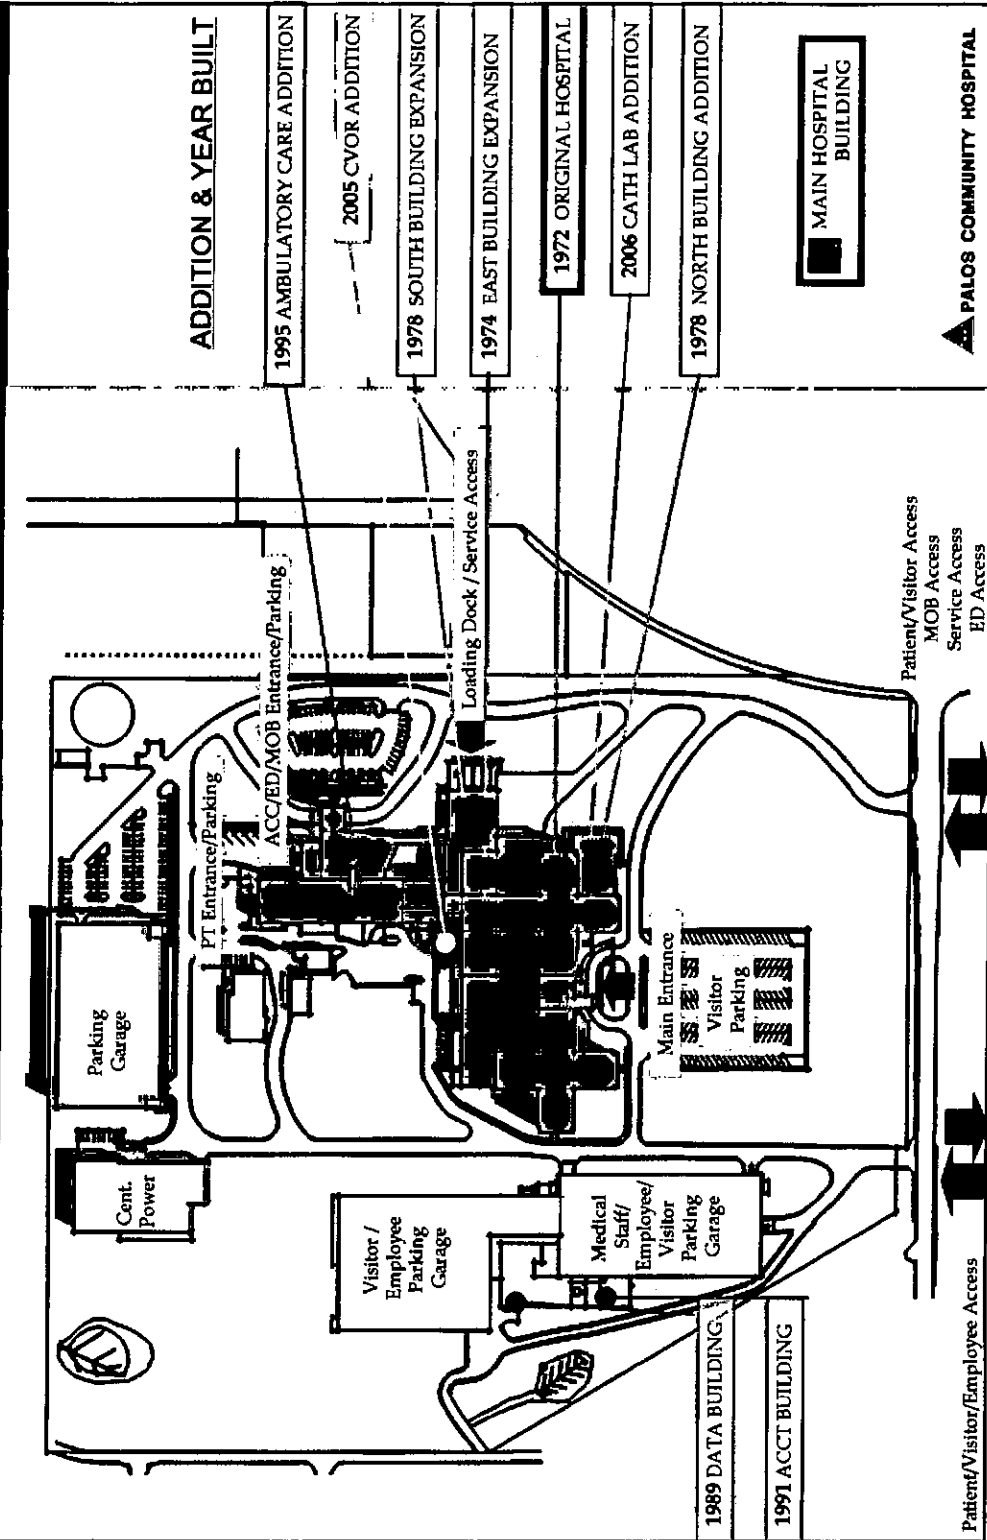 ADDITION & YEAR BUILT
1995 AMBULATORY CARE ADDITION
2005 CVOR ADDITION
1978 SOUTH BUILDING EXPANSION
1974 EAST BUILDING EXPANSION
1972 ORIGINAL HOSPITAL
2006 CATH LAB ADDITION
1978 NORTH BUILDING ADDITION
MAIN HOSPITAL
BUILDING
PALOS COMMUNITY HOSPITAL
ACC/ED/MOB Entrance/Parking
PT Entrance/Parking
Loading Dock / Service Access
Parking
Garage
Cent.
Power
Visitor /
Employee
Parking
Garage
Medical
Staff/
Employee/
Visitor
Parking
Garage
Main Entrance
Visitor
Parking
1989 DATA BUILDING
1991 ACCT BUILDING
Patient/Visitor/Employee Access
Patient/Visitor Access
MOB Access
Service Access
ED Access